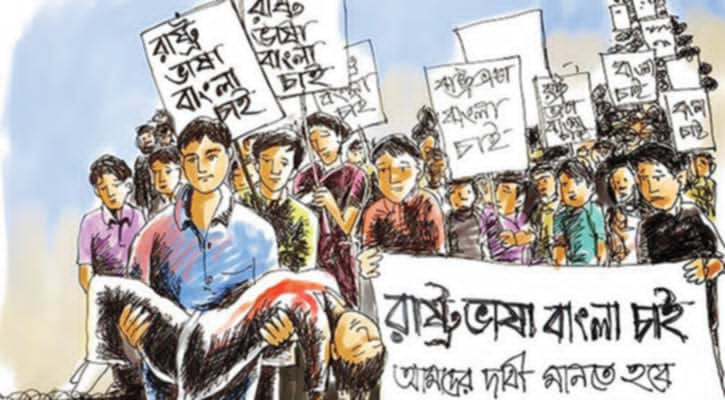 রাষ্ট্র
ভাষা
বাংলা
চাই
রাষ্ট্র
ভাষা
বাংলা
চাই
চাই
রাষ্ট্রভাষা
বাংলা
চাই
রাষ্ট্র
ভাষা
বাংলা
বাংলা
চাই
বাংলা
চাই
রাষ্ট্রভাষা বাংলা চাই
আমাদের দাবী মানতে হবে